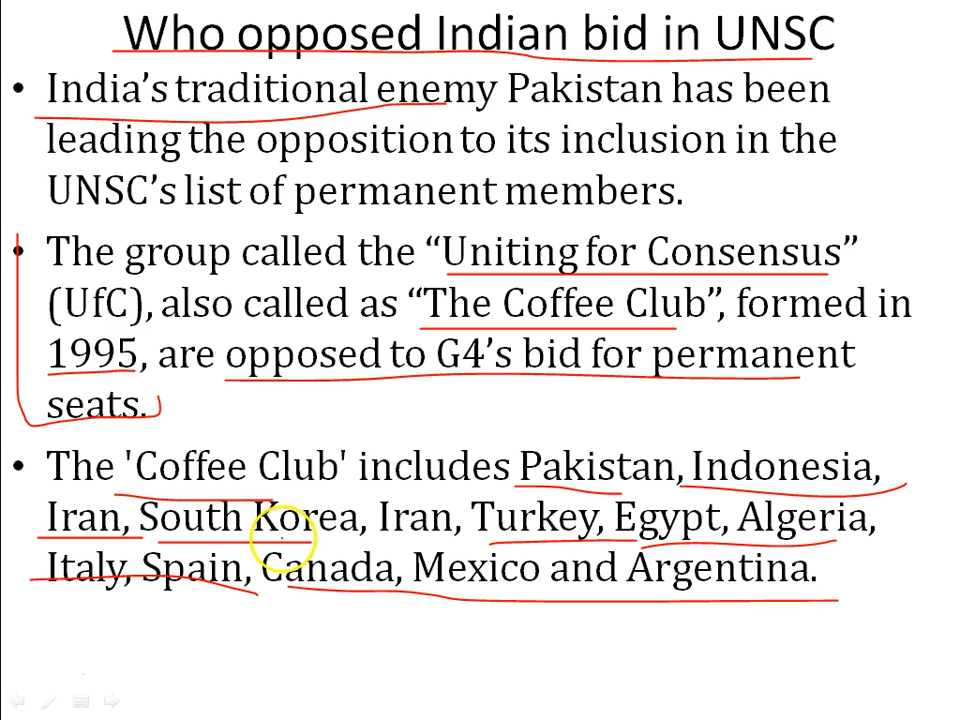 Who opposed Indian bid in UNSC
• India's traditional enemy Pakistan has been
leading the opposition to its inclusion in the
UNSC's list of permanent members.
• The group called the “Uniting for Consensus”
(UfC), also called as “The Coffee Club”, formed in
1995, are opposed to G4's bid for permanent
seats.
• The 'Coffee Club' includes Pakistan, Indonesia,
Iran, South Korea, Iran, Turkey, Egypt, Algeria,
Italy, Spain, Canada, Mexico and Argentina.